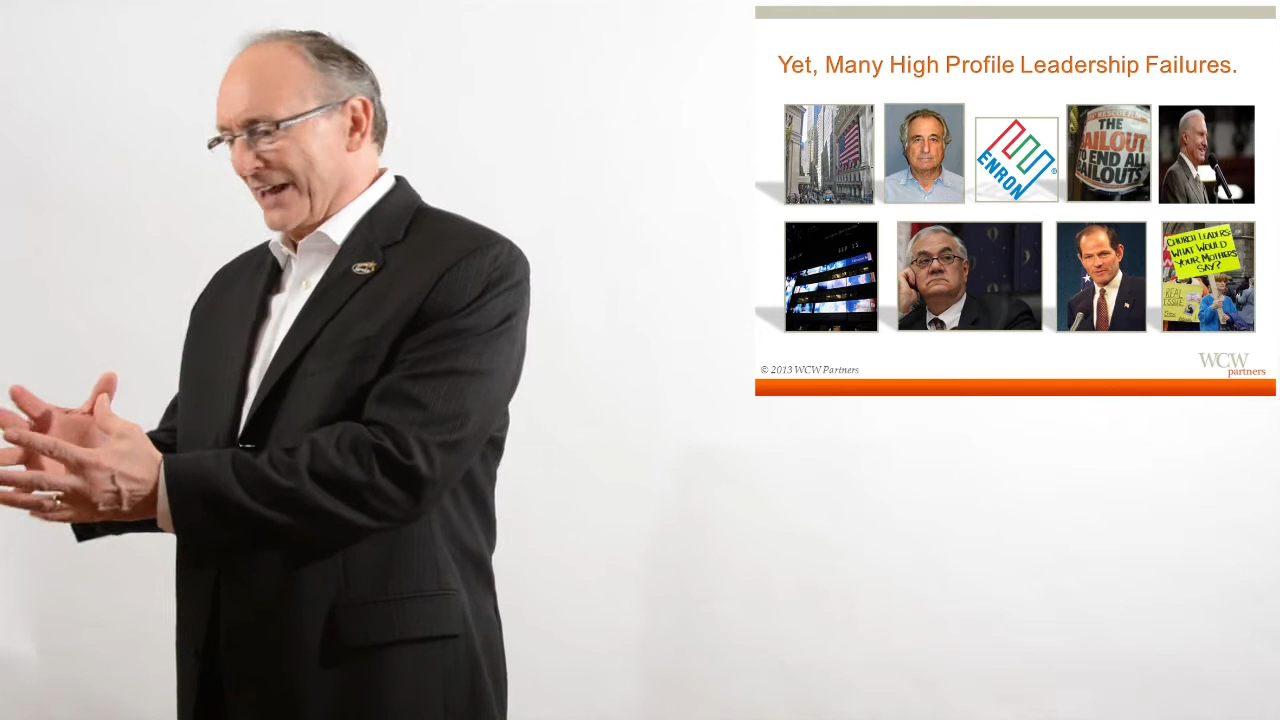 Yet, Many High Profile Leadership Failures.
THE
BAILOUT
TO END ALL
BAILOUTS
ENRON
CHURCH LEADERS:
WHAT WOULD
YOUR MOTHERS
SAY?
REAL
© 2013 WCW Partners
WCW
partners